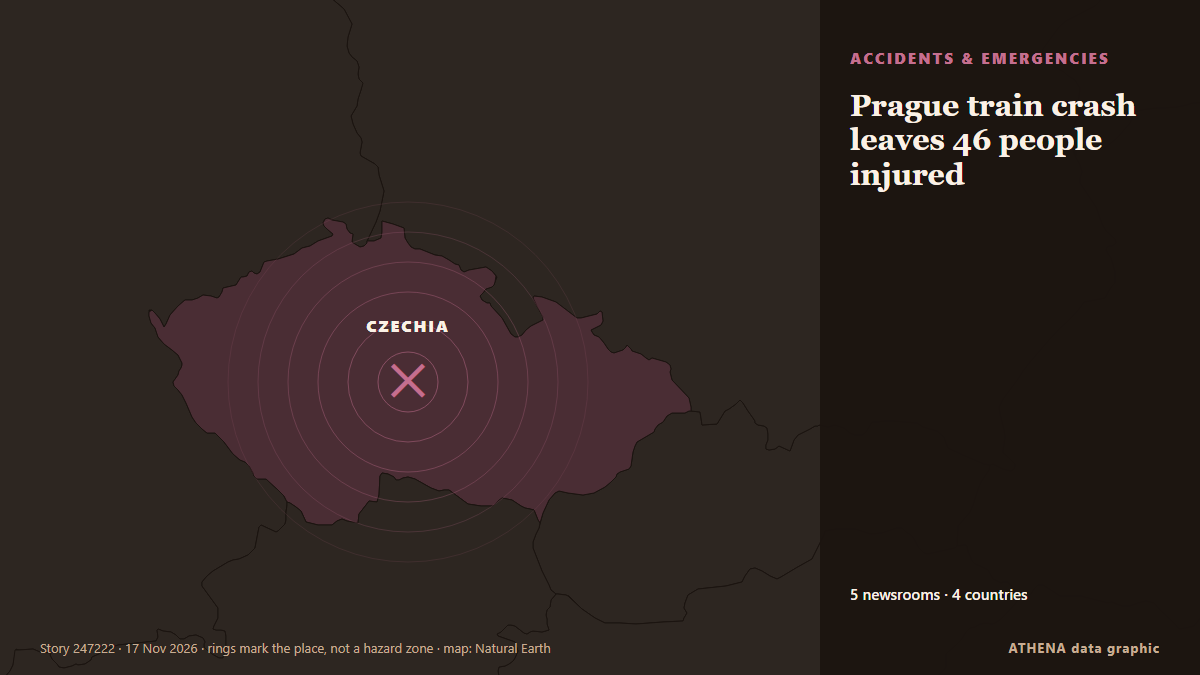 ACCIDENTS & EMERGENCIES
Prague train crash
leaves 46 people
injured
CZECHIA
5 newsrooms · 4 countries
Story 247222 · 17 Nov 2026 · rings mark the place, not a hazard zone · map: Natural Earth
ATHENA data graphic